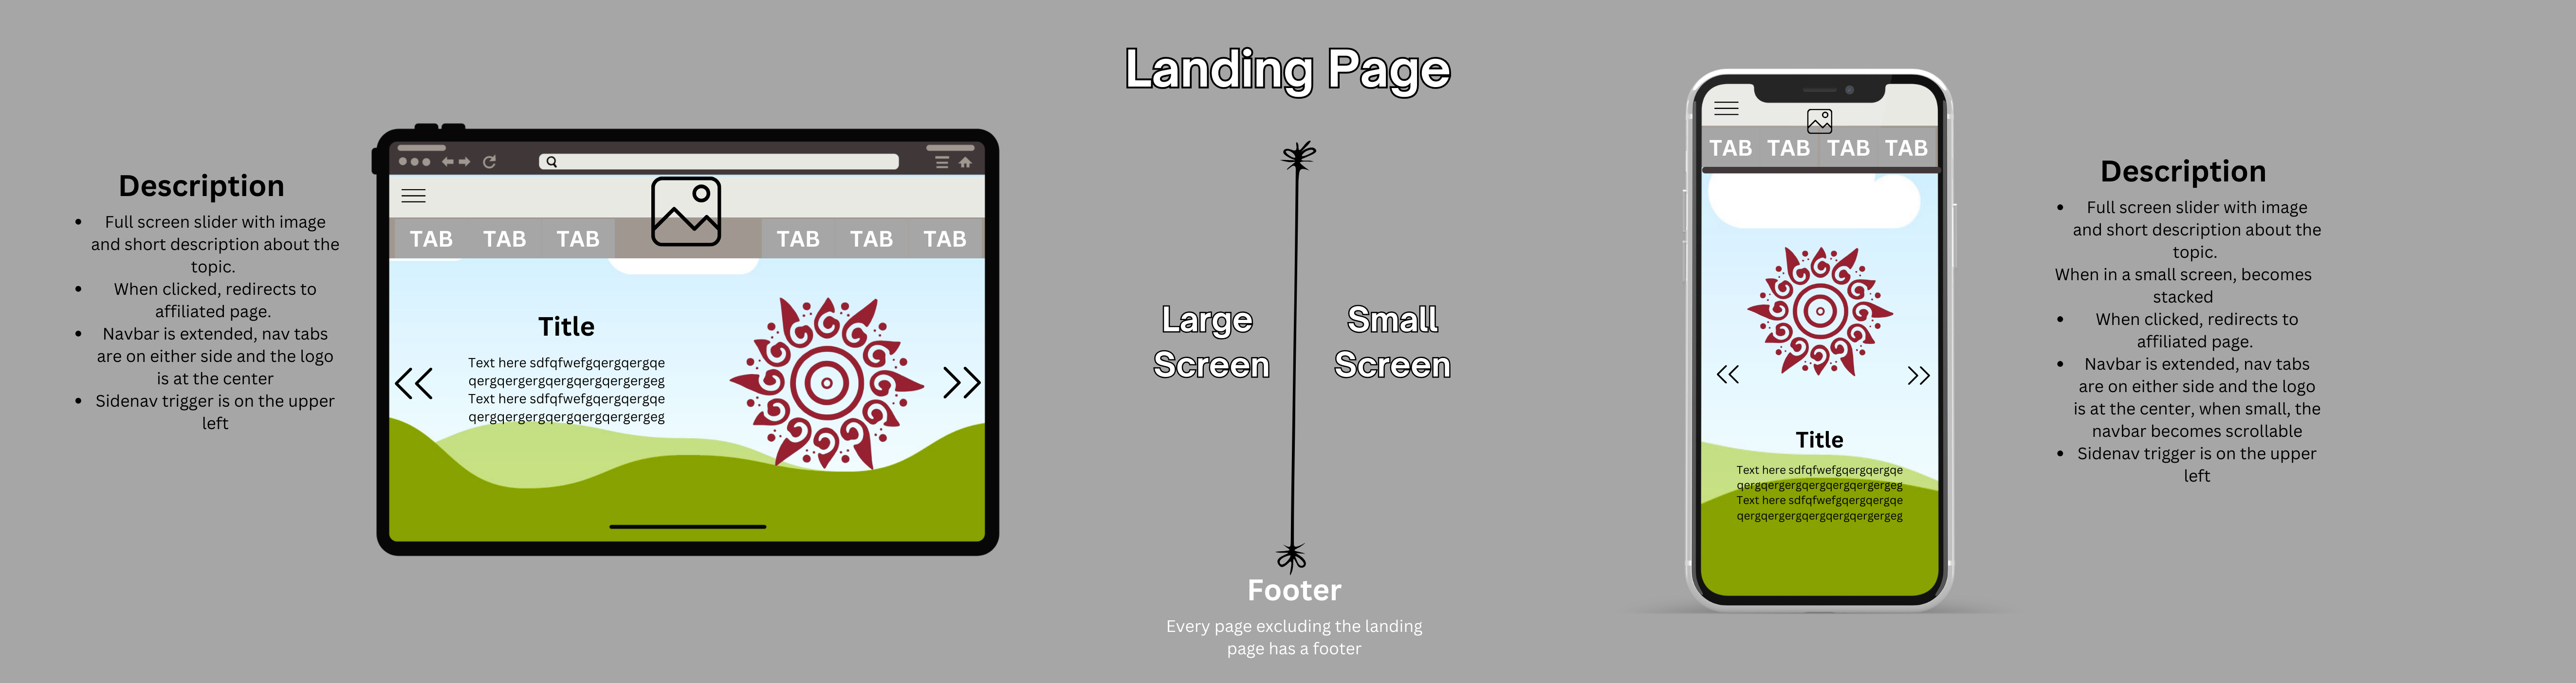 Landing Page
Description
Full screen slider with image
and short description about the
topic.
When clicked, redirects to
affiliated page.
Navbar is extended, nav tabs
are on either side and the logo
is at the center
Sidenav trigger is on the upper
left
TAB TAB TAB TAB TAB TAB
Title
Text here sdfqfwefgqergqergqe
qergqergergqergqergqergergeg
Text here sdfqfwefgqergqergqe
qergqergergqergqergqergergeg
Large
Screen
Small
Screen
Footer
Every page excluding the landing
page has a footer
TAB TAB TAB TAB
Title
Text here sdfqfwefgqergqergqe
qergqergergqergqergqergergeg
Text here sdfqfwefgqergqergqe
qergqergergqergqergqergergeg
Description
Full screen slider with image
and short description about the
topic.
When in a small screen, becomes
stacked
When clicked, redirects to
affiliated page.
Navbar is extended, nav tabs
are on either side and the logo
is at the center, when small, the
navbar becomes scrollable
Sidenav trigger is on the upper
left